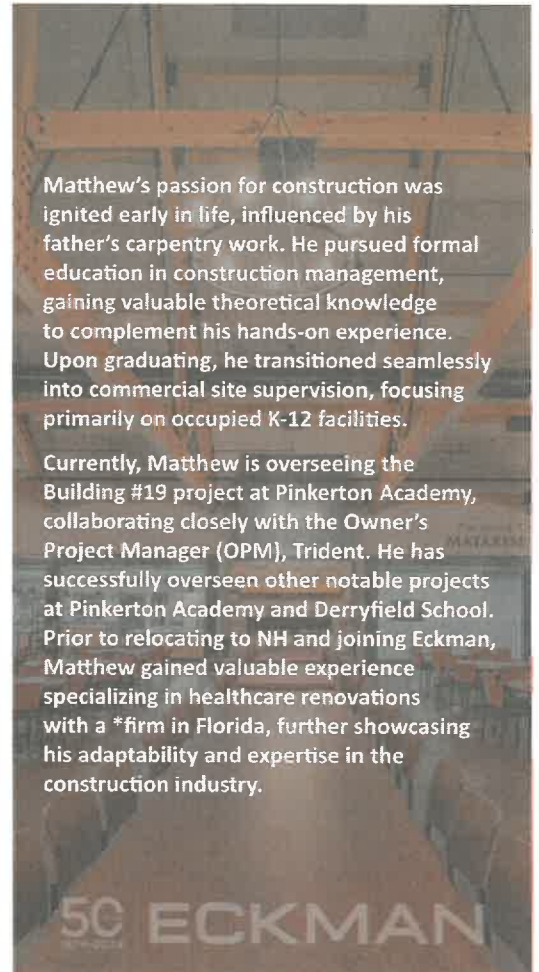 Matthew's passion for construction was
ignited early in life, influenced by his
father's carpentry work. He pursued formal
education in construction management,
gaining valuable theoretical knowledge
to complement his hands-on experience.
Upon graduating, he transitioned seamlessly
into commercial site supervision, focusing
primarily on occupied K-12 facilities.
Currently, Matthew is overseeing the
Building #19 project at Pinkerton Academy,
collaborating closely with the Owner's
Project Manager (OPM), Trident. He has
successfully overseen other notable projects
at Pinkerton Academy and Derryfield School.
Prior to relocating to NH and joining Eckman,
Matthew gained valuable experience
specializing in healthcare renovations
with a *firm in Florida, further showcasing
his adaptability and expertise in the
construction industry.
50 ECKMAN